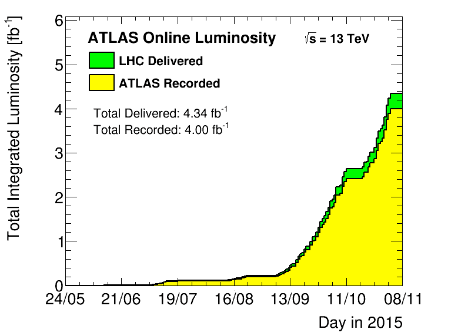 ATLAS Online Luminosity
√s = 13 TeV
LHC Delivered
ATLAS Recorded
Total Delivered: 4.34 fb⁻¹
Total Recorded: 4.00 fb⁻¹
Total Integrated Luminosity [fb⁻¹]
6
5
4
3
2
1
0
24/05 21/06 19/07 16/08 13/09 11/10 08/11
Day in 2015